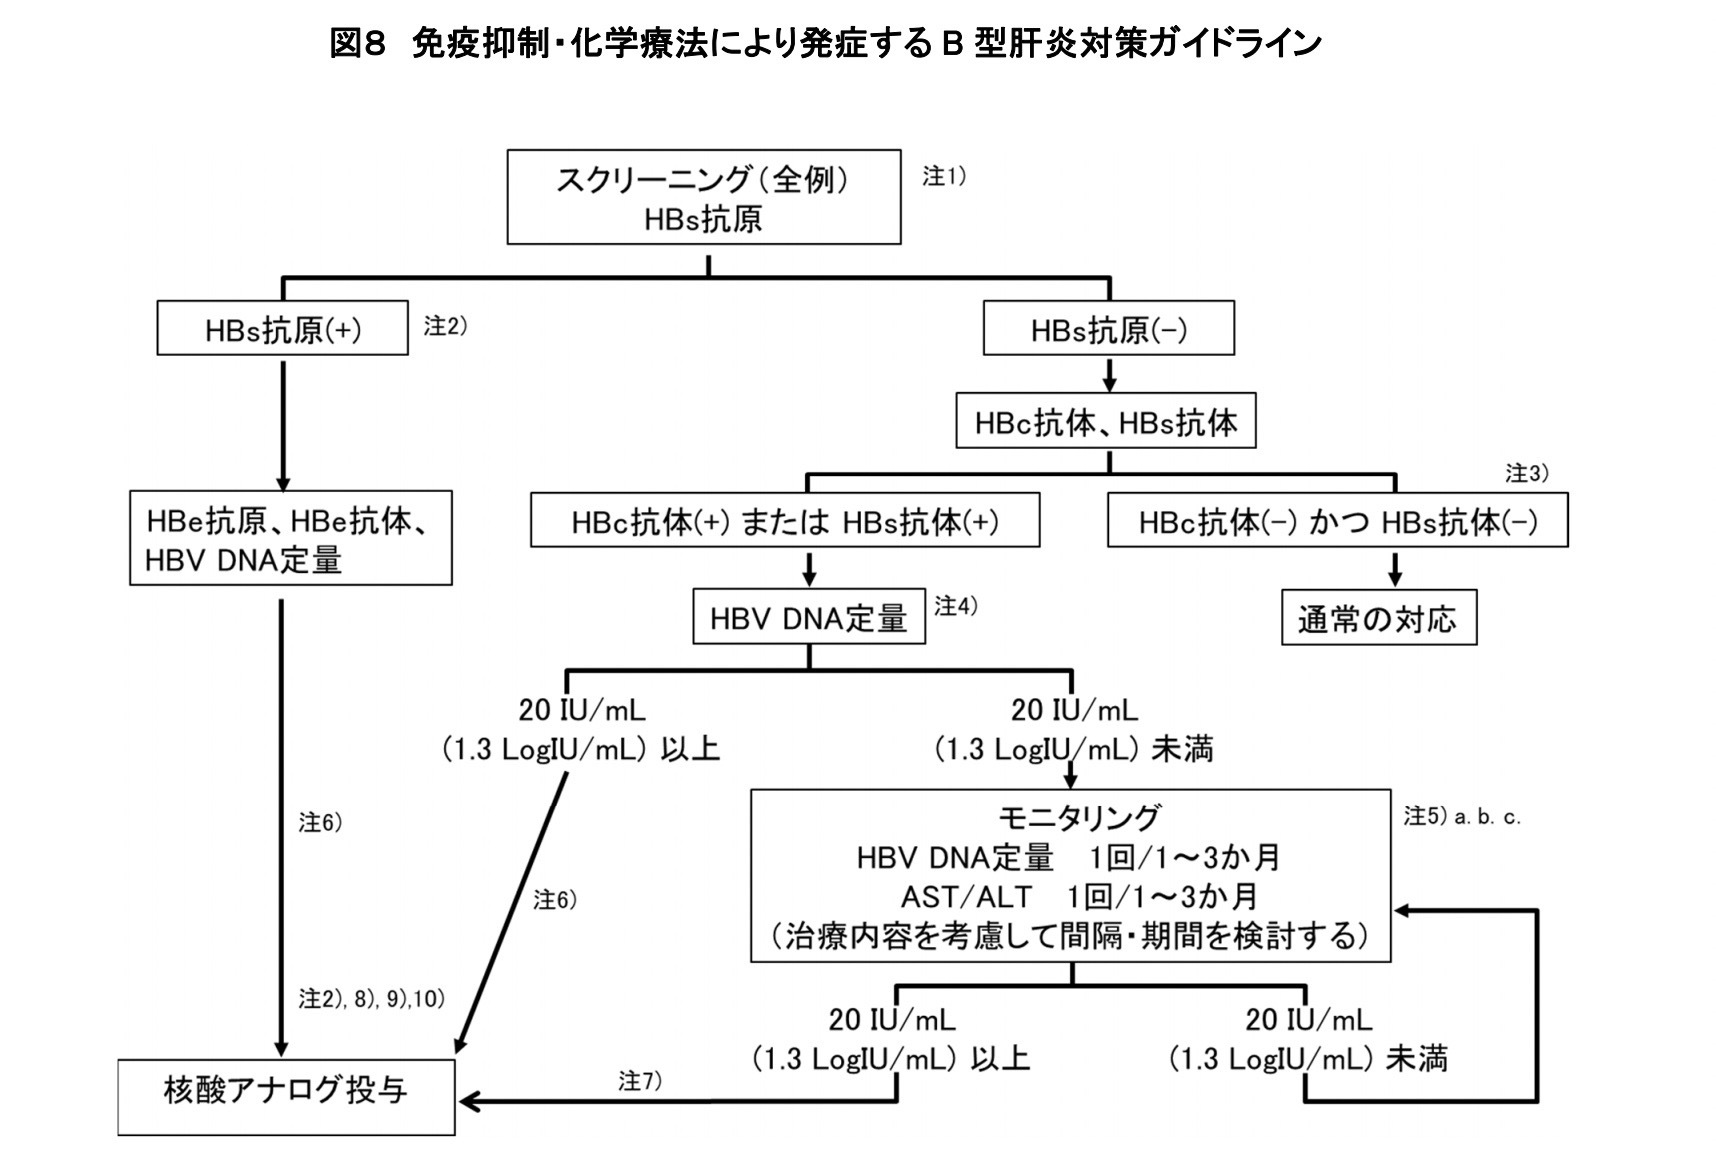 図8 免疫抑制・化学療法により発症する B 型肝炎対策ガイドライン
スクリーニング(全例)
HBs抗原
注1)
HBs抗原(+)
注2)
HBs抗原(−)
HBc抗体、HBs抗体
注3)
HBe抗原、HBe抗体、
HBV DNA定量
HBc抗体(+) または HBs抗体(+)
HBc抗体(−) かつ HBs抗体(−)
HBV DNA定量
注4)
通常の対応
20 IU/mL
(1.3 LogIU/mL) 以上
20 IU/mL
(1.3 LogIU/mL) 未満
注6)
モニタリング
HBV DNA定量 1回/1〜3か月
AST/ALT 1回/1〜3か月
(治療内容を考慮して間隔・期間を検討する)
注5) a. b. c.
注6)
注2), 8), 9),10)
20 IU/mL
(1.3 LogIU/mL) 以上
20 IU/mL
(1.3 LogIU/mL) 未満
核酸アナログ投与
注7)